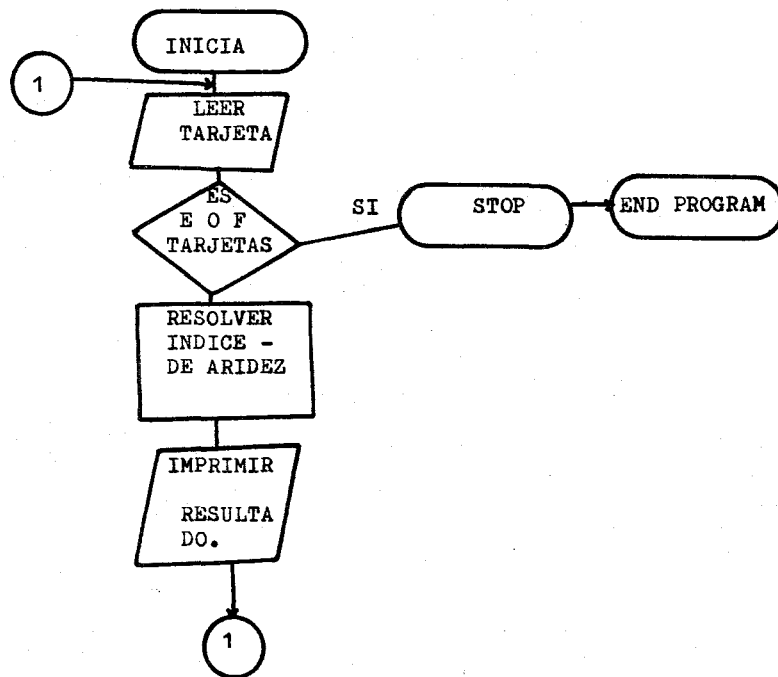 INICIA
1
LEER
TARJETA
ES
E O F
TARJETAS
SI
STOP
END PROGRAM
RESOLVER
INDICE -
DE ARIDEZ
IMPRIMIR
RESULTA
DO.
1